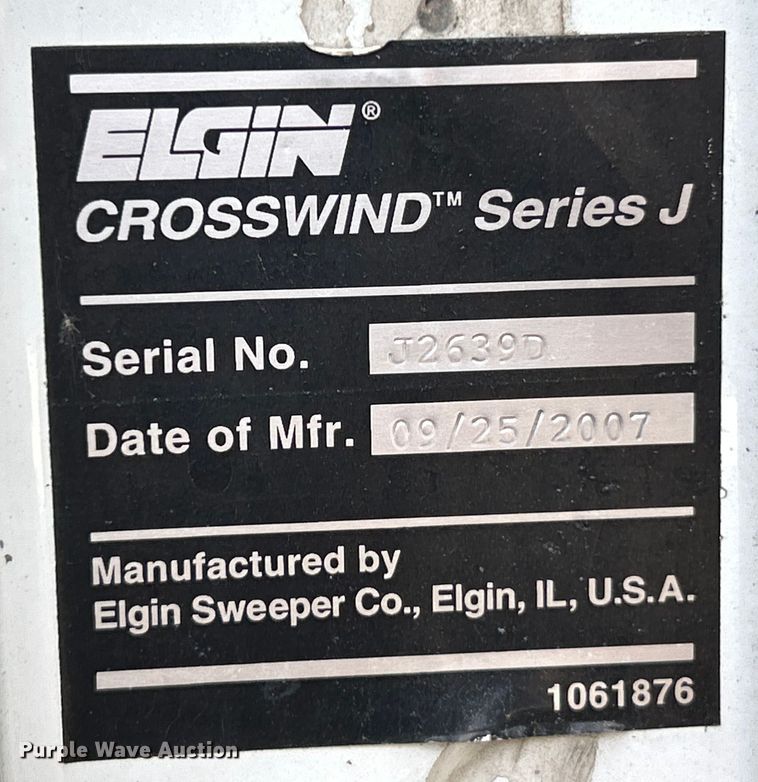 ELGIN®
CROSSWIND™ Series J
Serial No. J2639D
Date of Mfr. 09/25/2007
Manufactured by
Elgin Sweeper Co., Elgin, IL, U.S.A.
1061876
Purple Wave Auction